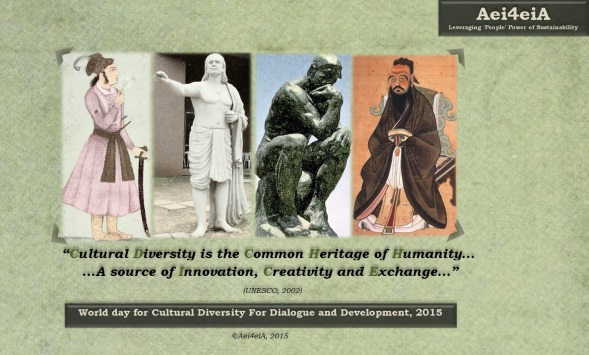 Aei4eiA
Leveraging 'People' Power of Sustainability
“Cultural Diversity is the Common Heritage of Humanity...
...A source of Innovation, Creativity and Exchange...”
(UNESCO, 2002)
World day for Cultural Diversity For Dialogue and Development, 2015
©Aei4eiA, 2015